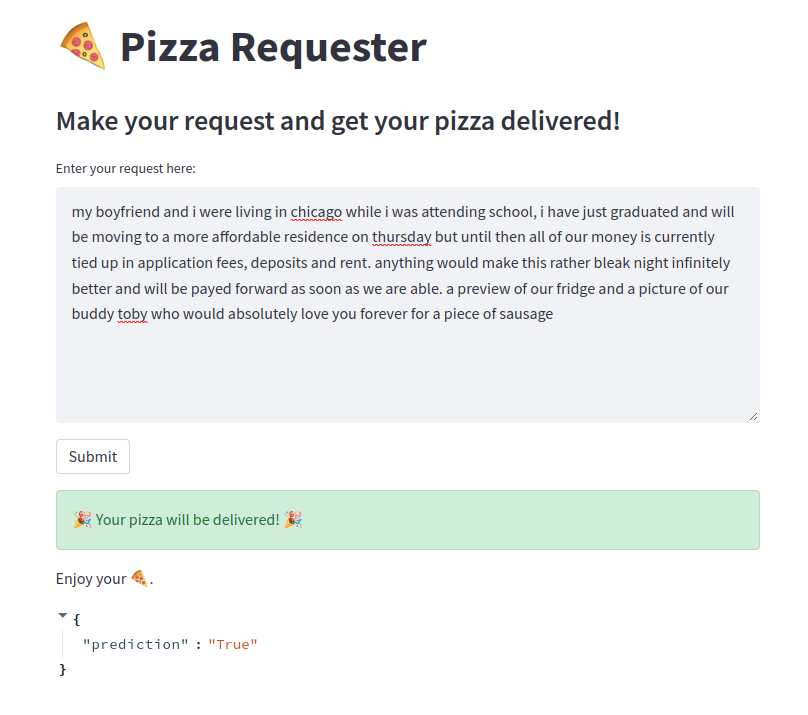 🍕 Pizza Requester
Make your request and get your pizza delivered!
Enter your request here:
my boyfriend and i were living in chicago while i was attending school, i have just graduated and will
be moving to a more affordable residence on thursday but until then all of our money is currently
tied up in application fees, deposits and rent. anything would make this rather bleak night infinitely
better and will be payed forward as soon as we are able. a preview of our fridge and a picture of our
buddy toby who would absolutely love you forever for a piece of sausage
Submit
🎉 Your pizza will be delivered! 🎉
Enjoy your 🍕.
{
"prediction" : "True"
}